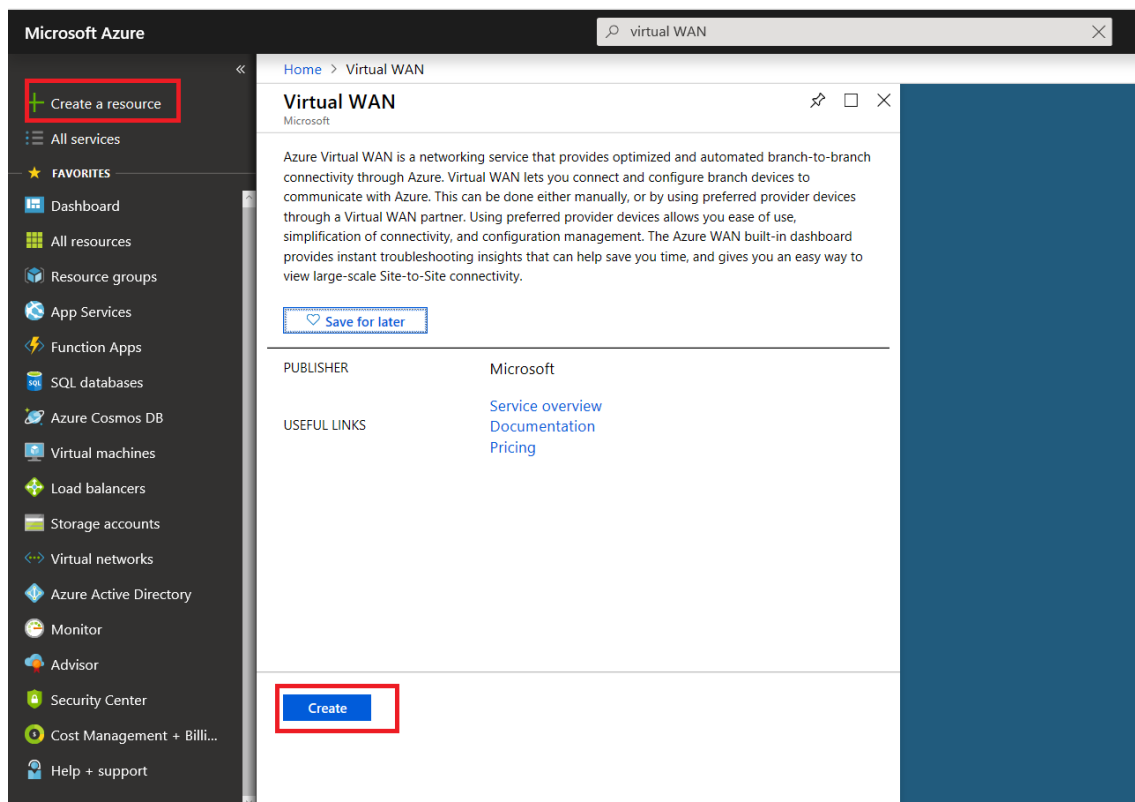 Microsoft Azure
virtual WAN
«
Create a resource
All services
FAVORITES
Dashboard
All resources
Resource groups
App Services
Function Apps
SQL databases
Azure Cosmos DB
Virtual machines
Load balancers
Storage accounts
Virtual networks
Azure Active Directory
Monitor
Advisor
Security Center
Cost Management + Billi...
Help + support
Home > Virtual WAN
Virtual WAN
Microsoft
Azure Virtual WAN is a networking service that provides optimized and automated branch-to-branch
connectivity through Azure. Virtual WAN lets you connect and configure branch devices to
communicate with Azure. This can be done either manually, or by using preferred provider devices
through a Virtual WAN partner. Using preferred provider devices allows you ease of use,
simplification of connectivity, and configuration management. The Azure WAN built-in dashboard
provides instant troubleshooting insights that can help save you time, and gives you an easy way to
view large-scale Site-to-Site connectivity.
Save for later
PUBLISHER Microsoft
Service overview
USEFUL LINKS Documentation
Pricing
Create